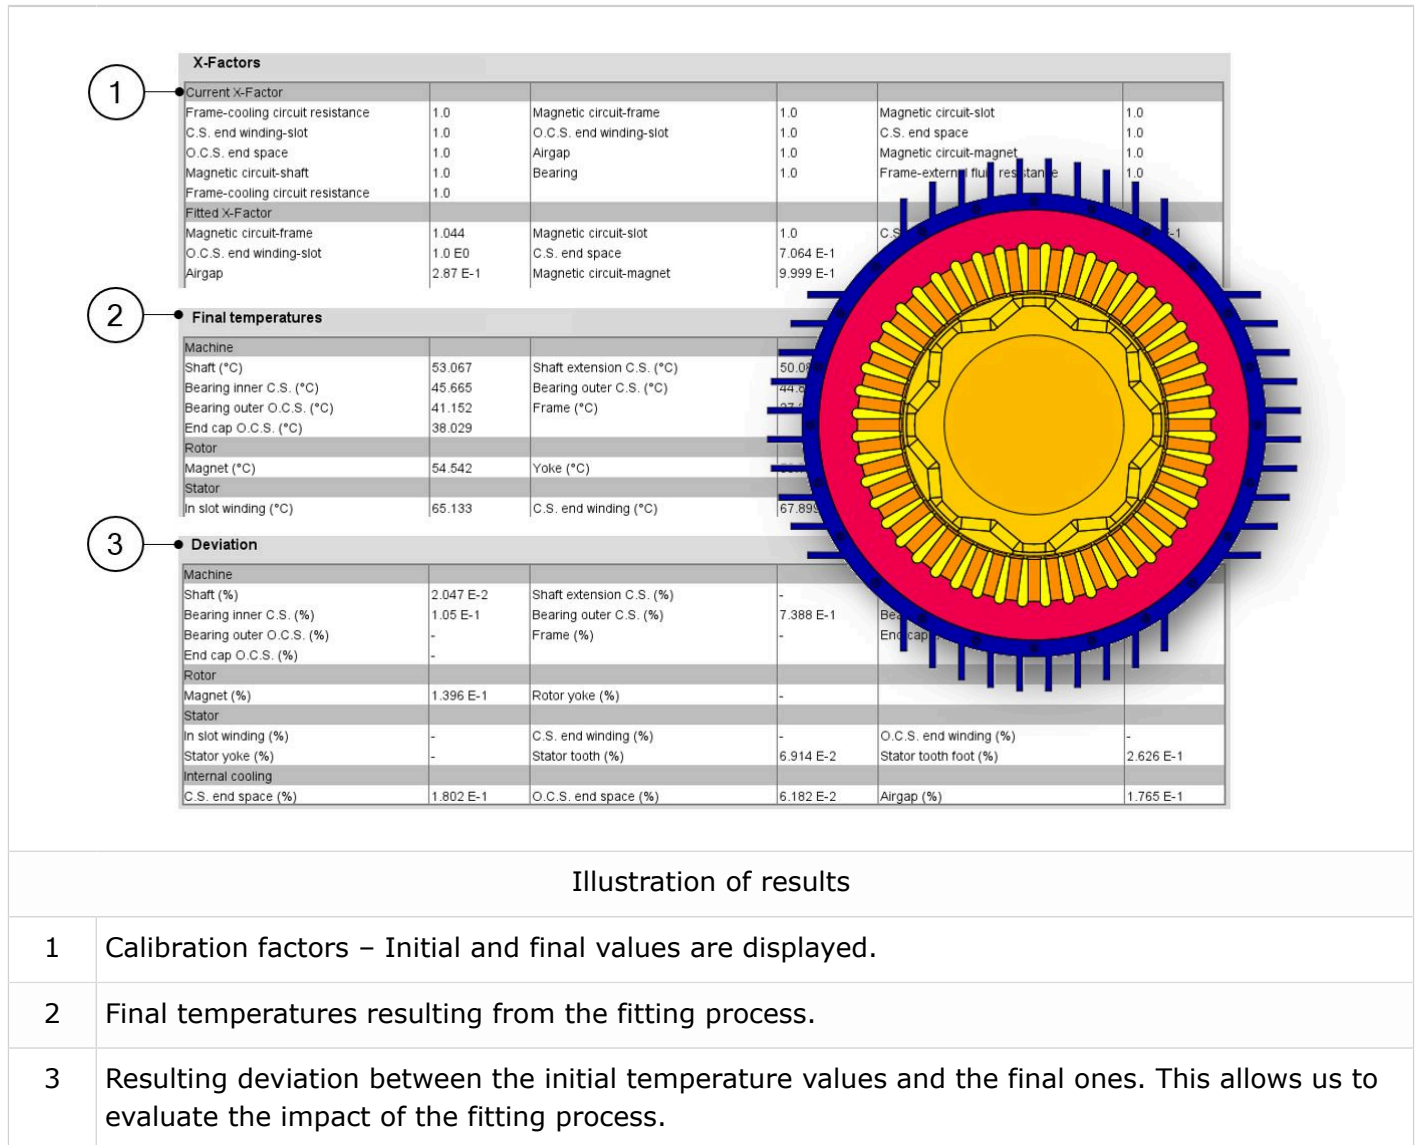 X-Factors
1
Current X-Factor
Frame-cooling circuit resistance 1.0 Magnetic circuit-frame 1.0 Magnetic circuit-slot 1.0
C.S. end winding-slot 1.0 O.C.S. end winding-slot 1.0 C.S. end space 1.0
O.C.S. end space 1.0 Airgap 1.0 Magnetic circuit-magnet 1.0
Magnetic circuit-shaft 1.0 Bearing 1.0 Frame-external fluid resistance 1.0
Frame-cooling circuit resistance 1.0
Fitted X-Factor
Magnetic circuit-frame 1.044 Magnetic circuit-slot 1.0
O.C.S. end winding-slot 1.0 E0 C.S. end space 7.064 E-1
Airgap 2.87 E-1 Magnetic circuit-magnet 9.999 E-1
2
Final temperatures
Machine
Shaft (°C) 53.067 Shaft extension C.S. (°C)
Bearing inner C.S. (°C) 45.665 Bearing outer C.S. (°C)
Bearing outer O.C.S. (°C) 41.152 Frame (°C)
End cap O.C.S. (°C) 38.029
Rotor
Magnet (°C) 54.542 Yoke (°C)
Stator
In slot winding (°C) 65.133 C.S. end winding (°C) 67.899
3
Deviation
Machine
Shaft (%) 2.047 E-2 Shaft extension C.S. (%) -
Bearing inner C.S. (%) 1.05 E-1 Bearing outer C.S. (%) 7.388 E-1
Bearing outer O.C.S. (%) - Frame (%) - End cap
End cap O.C.S. (%) -
Rotor
Magnet (%) 1.396 E-1 Rotor yoke (%) -
Stator
In slot winding (%) - C.S. end winding (%) - O.C.S. end winding (%) -
Stator yoke (%) - Stator tooth (%) 6.914 E-2 Stator tooth foot (%) 2.626 E-1
Internal cooling
C.S. end space (%) 1.802 E-1 O.C.S. end space (%) 6.182 E-2 Airgap (%) 1.765 E-1
Illustration of results
1 Calibration factors – Initial and final values are displayed.
2 Final temperatures resulting from the fitting process.
3 Resulting deviation between the initial temperature values and the final ones. This allows us to
evaluate the impact of the fitting process.